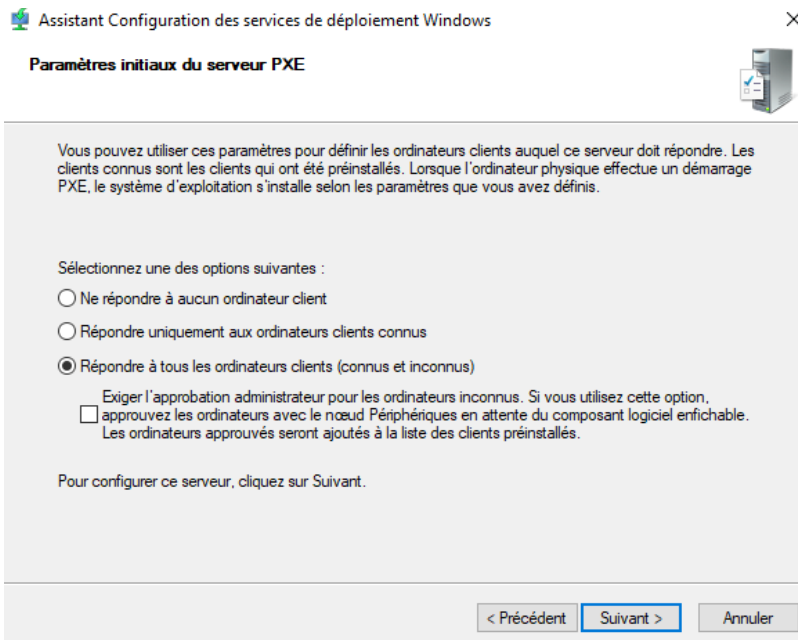 Assistant Configuration des services de déploiement Windows
Paramètres initiaux du serveur PXE
Vous pouvez utiliser ces paramètres pour définir les ordinateurs clients auquel ce serveur doit répondre. Les
clients connus sont les clients qui ont été préinstallés. Lorsque l'ordinateur physique effectue un démarrage
PXE, le système d'exploitation s'installe selon les paramètres que vous avez définis.
Sélectionnez une des options suivantes :
Ne répondre à aucun ordinateur client
Répondre uniquement aux ordinateurs clients connus
Répondre à tous les ordinateurs clients (connus et inconnus)
Exiger l'approbation administrateur pour les ordinateurs inconnus. Si vous utilisez cette option,
approuvez les ordinateurs avec le nœud Périphériques en attente du composant logiciel enfichable.
Les ordinateurs approuvés seront ajoutés à la liste des clients préinstallés.
Pour configurer ce serveur, cliquez sur Suivant.
< Précédent Suivant > Annuler